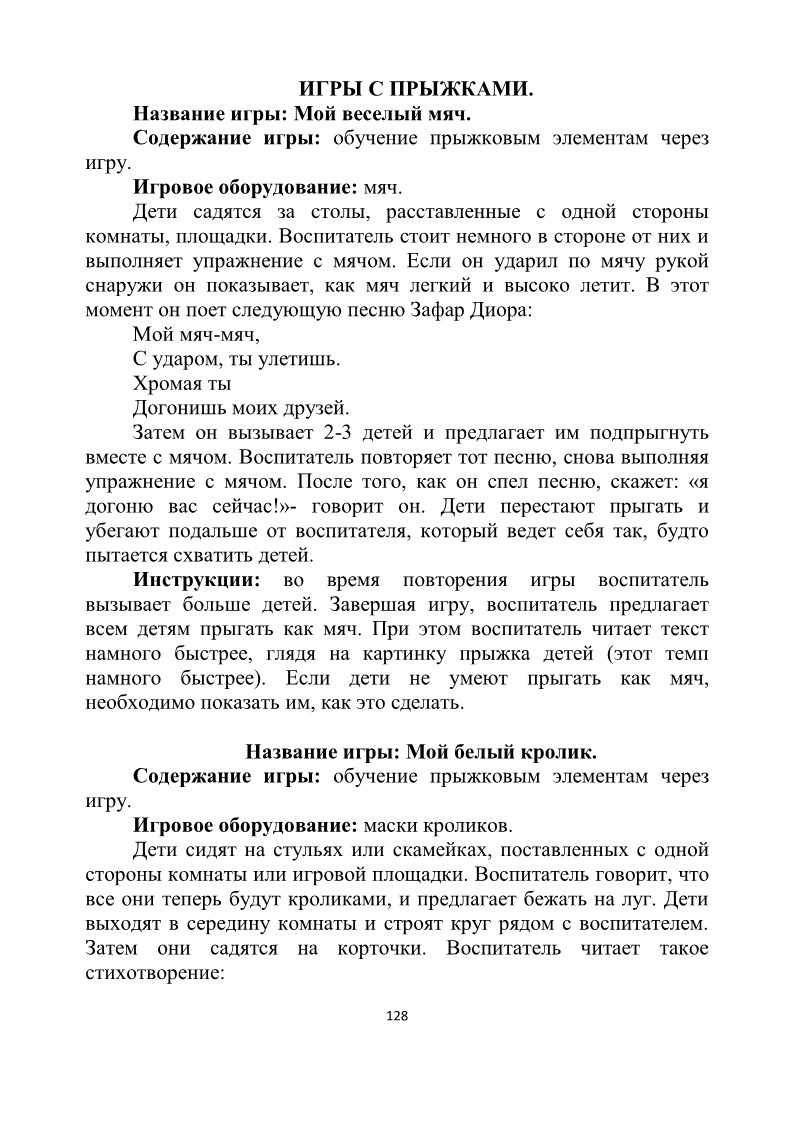 ИГРЫ С ПРЫЖКАМИ.
Название игры: Мой веселый мяч.
Содержание игры: обучение прыжковым элементам через
игру.
Игровое оборудование: мяч.
Дети садятся за столы, расставленные с одной стороны
комнаты, площадки. Воспитатель стоит немного в стороне от них и
выполняет упражнение с мячом. Если он ударил по мячу рукой
снаружи он показывает, как мяч легкий и высоко летит. В этот
момент он поет следующую песню Зафар Диора:
Мой мяч-мяч,
С ударом, ты улетишь.
Хромая ты
Догонишь моих друзей.
Затем он вызывает 2-3 детей и предлагает им подпрыгнуть
вместе с мячом. Воспитатель повторяет тот песню, снова выполняя
упражнение с мячом. После того, как он спел песню, скажет: «я
догоню вас сейчас!»- говорит он. Дети перестают прыгать и
убегают подальше от воспитателя, который ведет себя так, будто
пытается схватить детей.
Инструкции: во время повторения игры воспитатель
вызывает больше детей. Завершая игру, воспитатель предлагает
всем детям прыгать как мяч. При этом воспитатель читает текст
намного быстрее, глядя на картинку прыжка детей (этот темп
намного быстрее). Если дети не умеют прыгать как мяч,
необходимо показать им, как это сделать.
Название игры: Мой белый кролик.
Содержание игры: обучение прыжковым элементам через
игру.
Игровое оборудование: маски кроликов.
Дети сидят на стульях или скамейках, поставленных с одной
стороны комнаты или игровой площадки. Воспитатель говорит, что
все они теперь будут кроликами, и предлагает бежать на луг. Дети
выходят в середину комнаты и строят круг рядом с воспитателем.
Затем они садятся на корточки. Воспитатель читает такое
стихотворение:
128